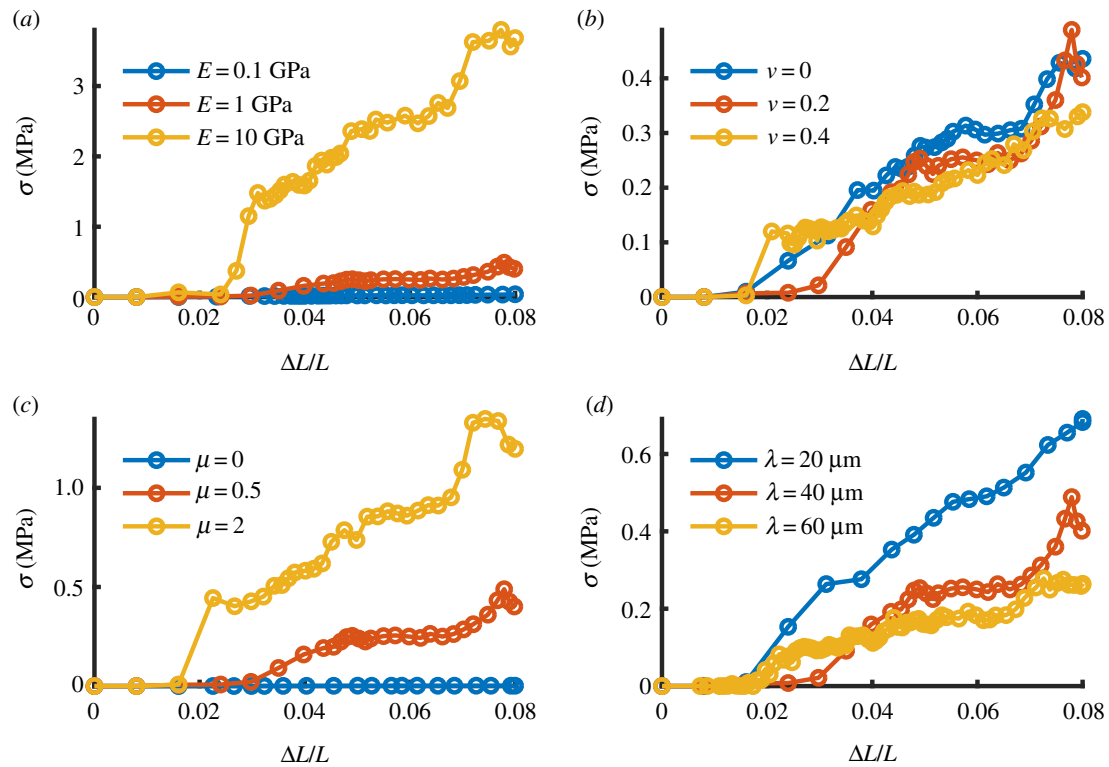 (a)
σ (MPa)
3
2
1
0
E = 0.1 GPa
E = 1 GPa
E = 10 GPa
0 0.02 0.04 0.06 0.08
ΔL/L
(b)
σ (MPa)
0.4
0.3
0.2
0.1
0
ν = 0
ν = 0.2
ν = 0.4
0 0.02 0.04 0.06 0.08
ΔL/L
(c)
σ (MPa)
1.0
0.5
0
μ = 0
μ = 0.5
μ = 2
0 0.02 0.04 0.06 0.08
ΔL/L
(d)
σ (MPa)
0.6
0.4
0.2
0
λ = 20 μm
λ = 40 μm
λ = 60 μm
0 0.02 0.04 0.06 0.08
ΔL/L